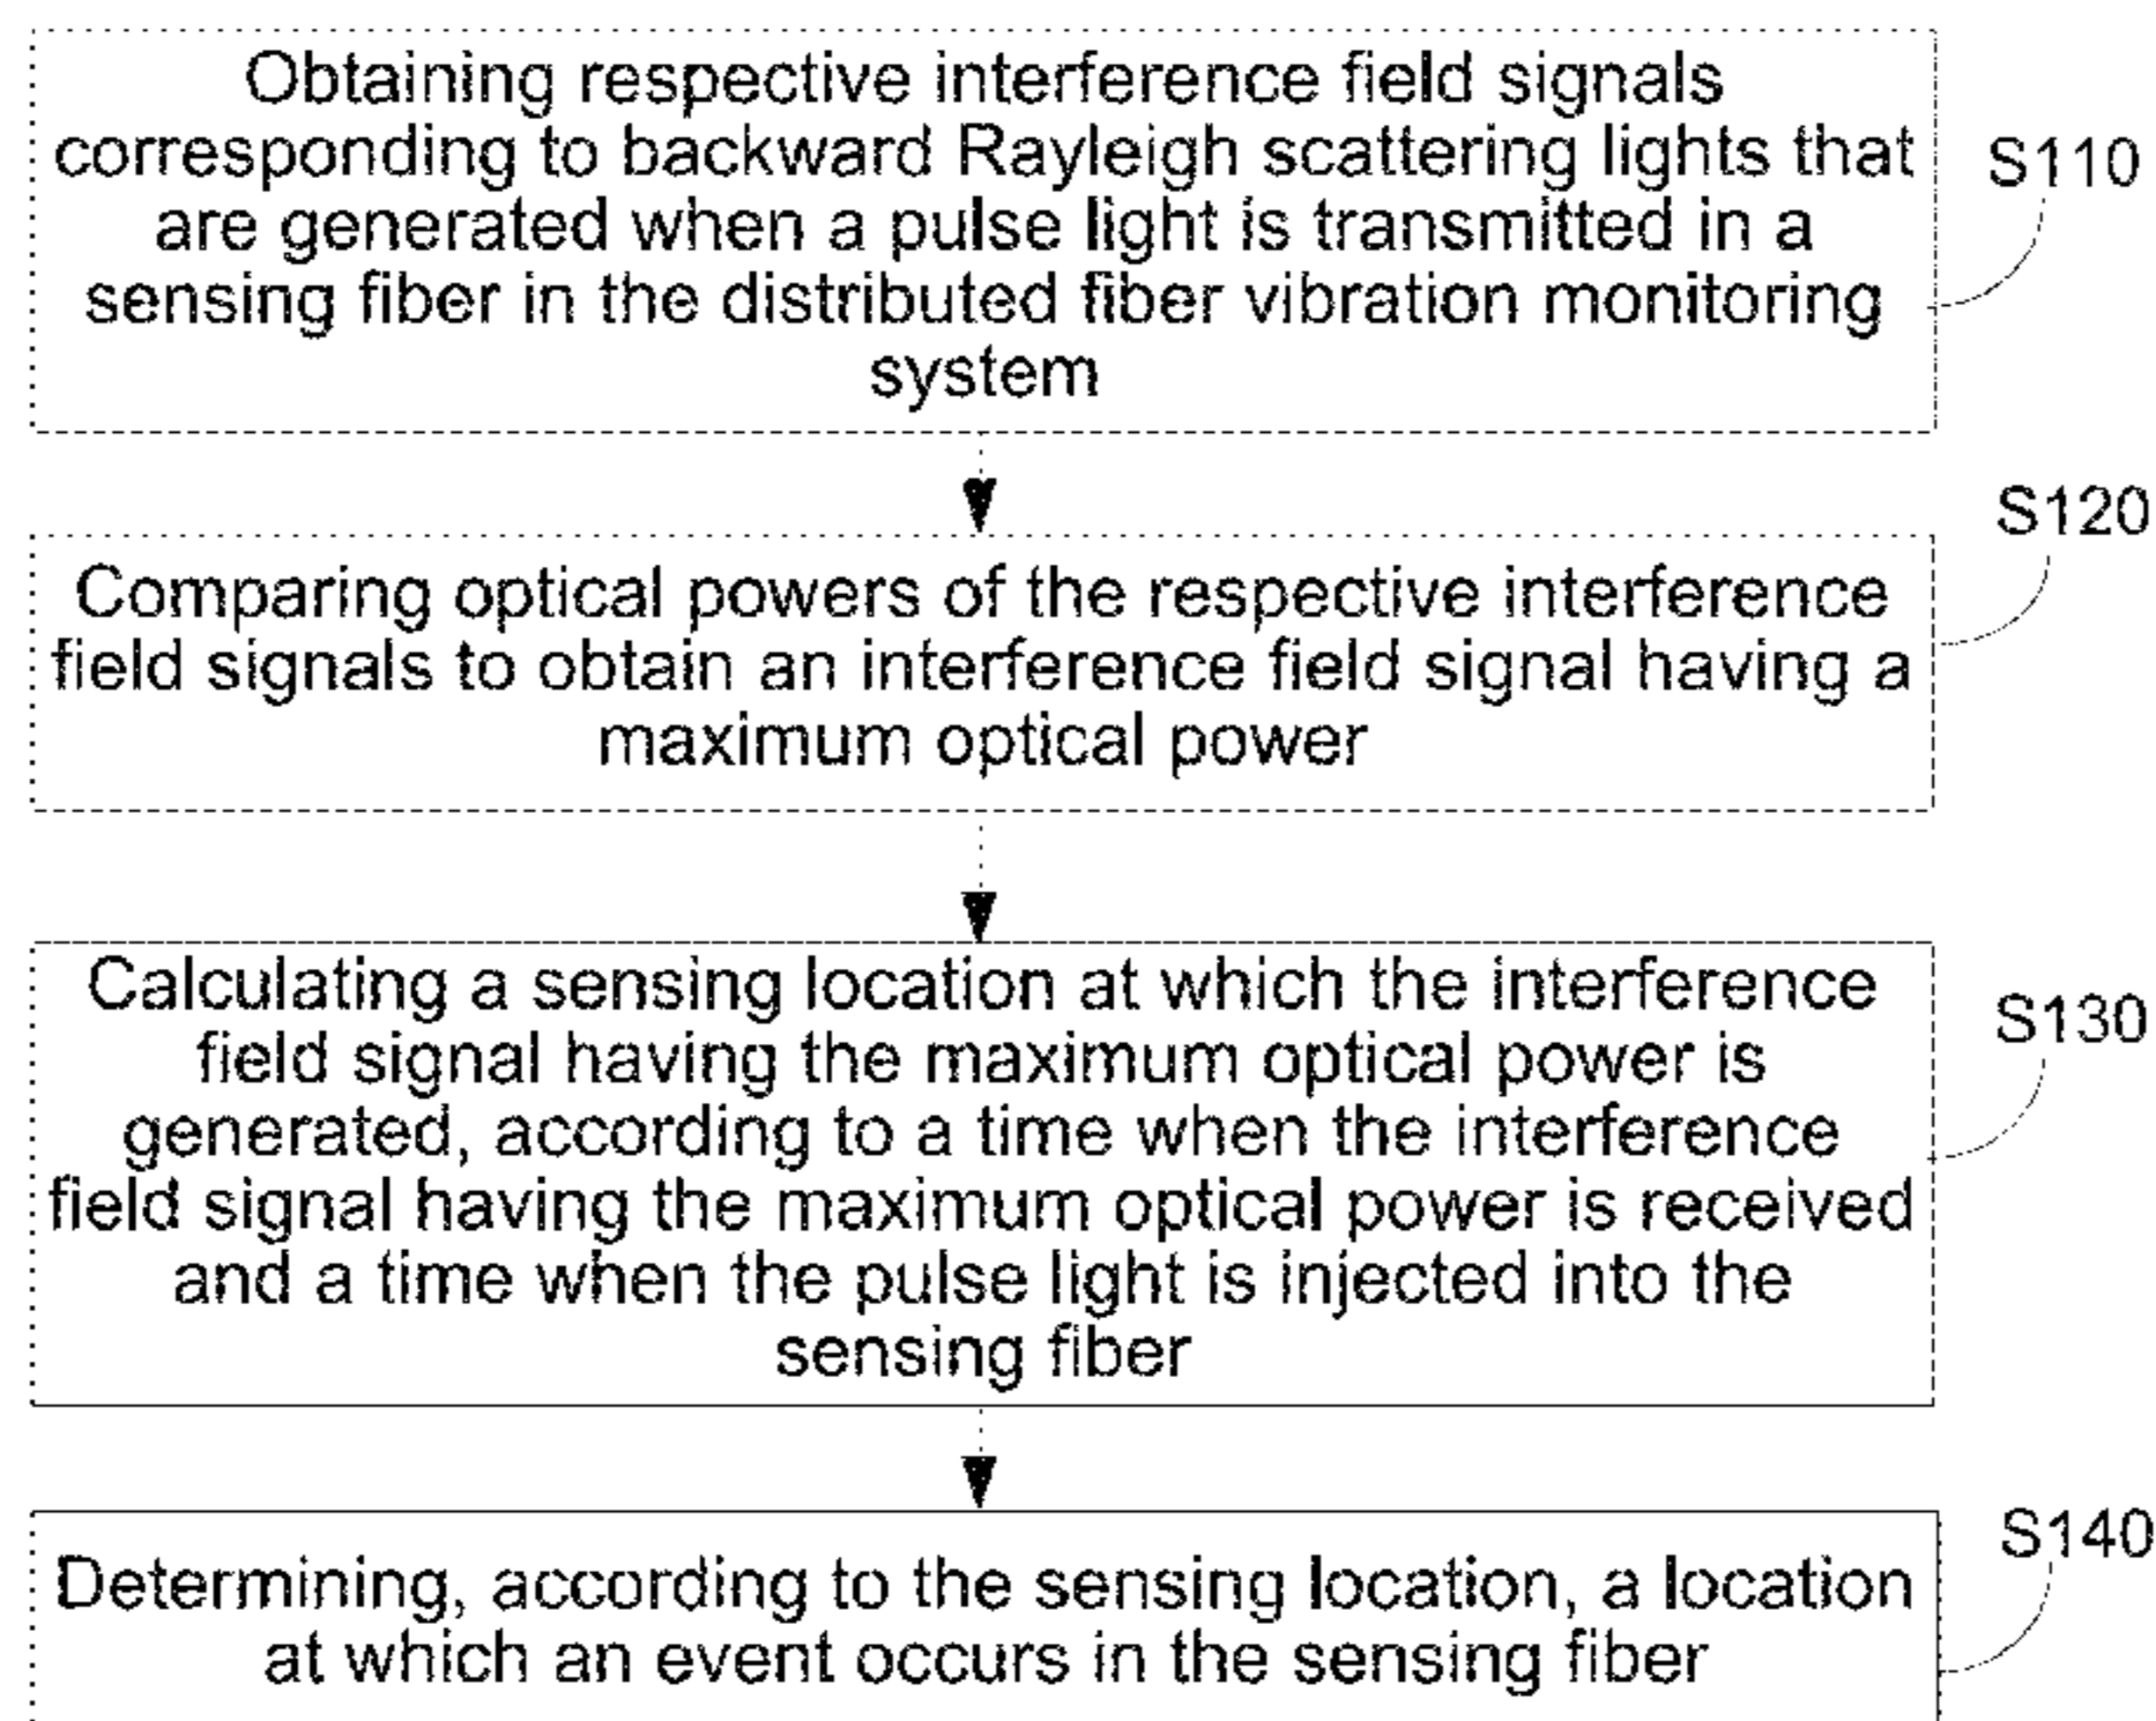 Obtaining respective interference field signals
corresponding to backward Rayleigh scattering lights that
are generated when a pulse light is transmitted in a
sensing fiber in the distributed fiber vibration monitoring
system
S110
Comparing optical powers of the respective interference
field signals to obtain an interference field signal having a
maximum optical power
S120
Calculating a sensing location at which the interference
field signal having the maximum optical power is
generated, according to a time when the interference
field signal having the maximum optical power is received
and a time when the pulse light is injected into the
sensing fiber
S130
Determining, according to the sensing location, a location
at which an event occurs in the sensing fiber
S140